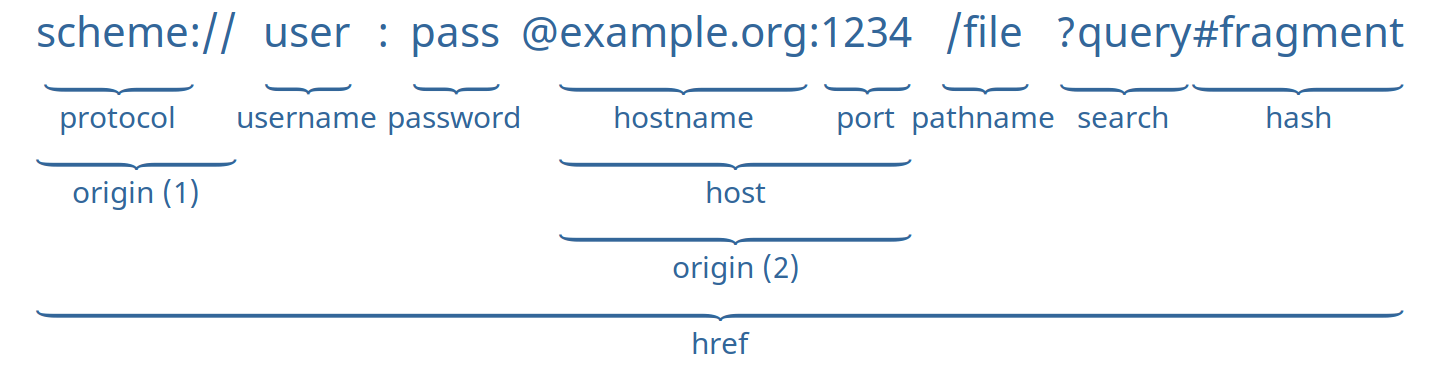 scheme:// user : pass @example.org:1234 /file ?query#fragment
protocol username password hostname port pathname search hash
origin (1) host
origin (2)
href